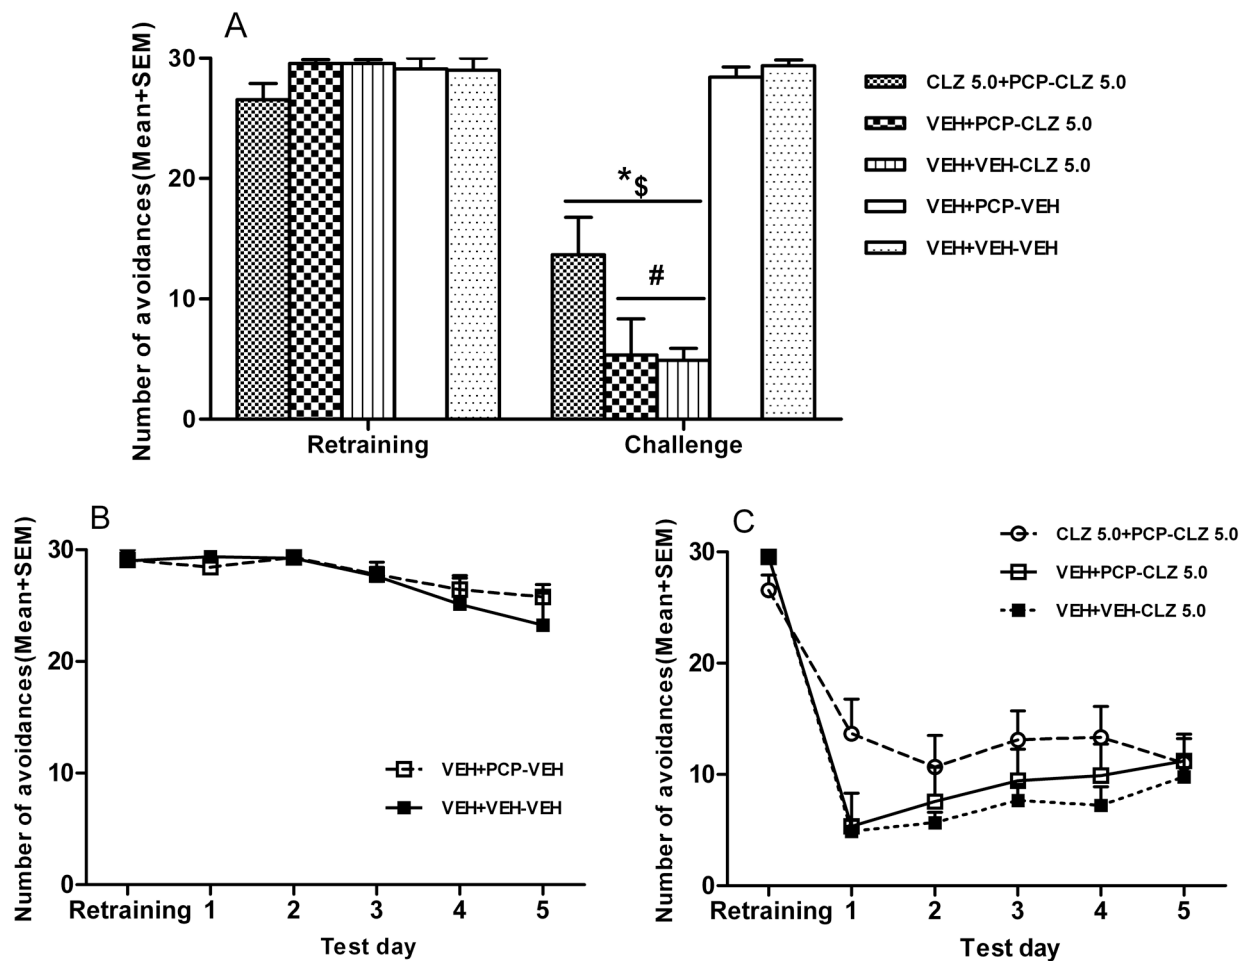 A
Number of avoidances(Mean+SEM)
30
20
10
0
*$
#
Retraining
Challenge
CLZ 5.0+PCP-CLZ 5.0
VEH+PCP-CLZ 5.0
VEH+VEH-CLZ 5.0
VEH+PCP-VEH
VEH+VEH-VEH
B
Number of avoidances(Mean+SEM)
30
20
10
0
VEH+PCP-VEH
VEH+VEH-VEH
Retraining 1 2 3 4 5
Test day
C
Number of avoidances(Mean+SEM)
30
20
10
0
CLZ 5.0+PCP-CLZ 5.0
VEH+PCP-CLZ 5.0
VEH+VEH-CLZ 5.0
Retraining 1 2 3 4 5
Test day